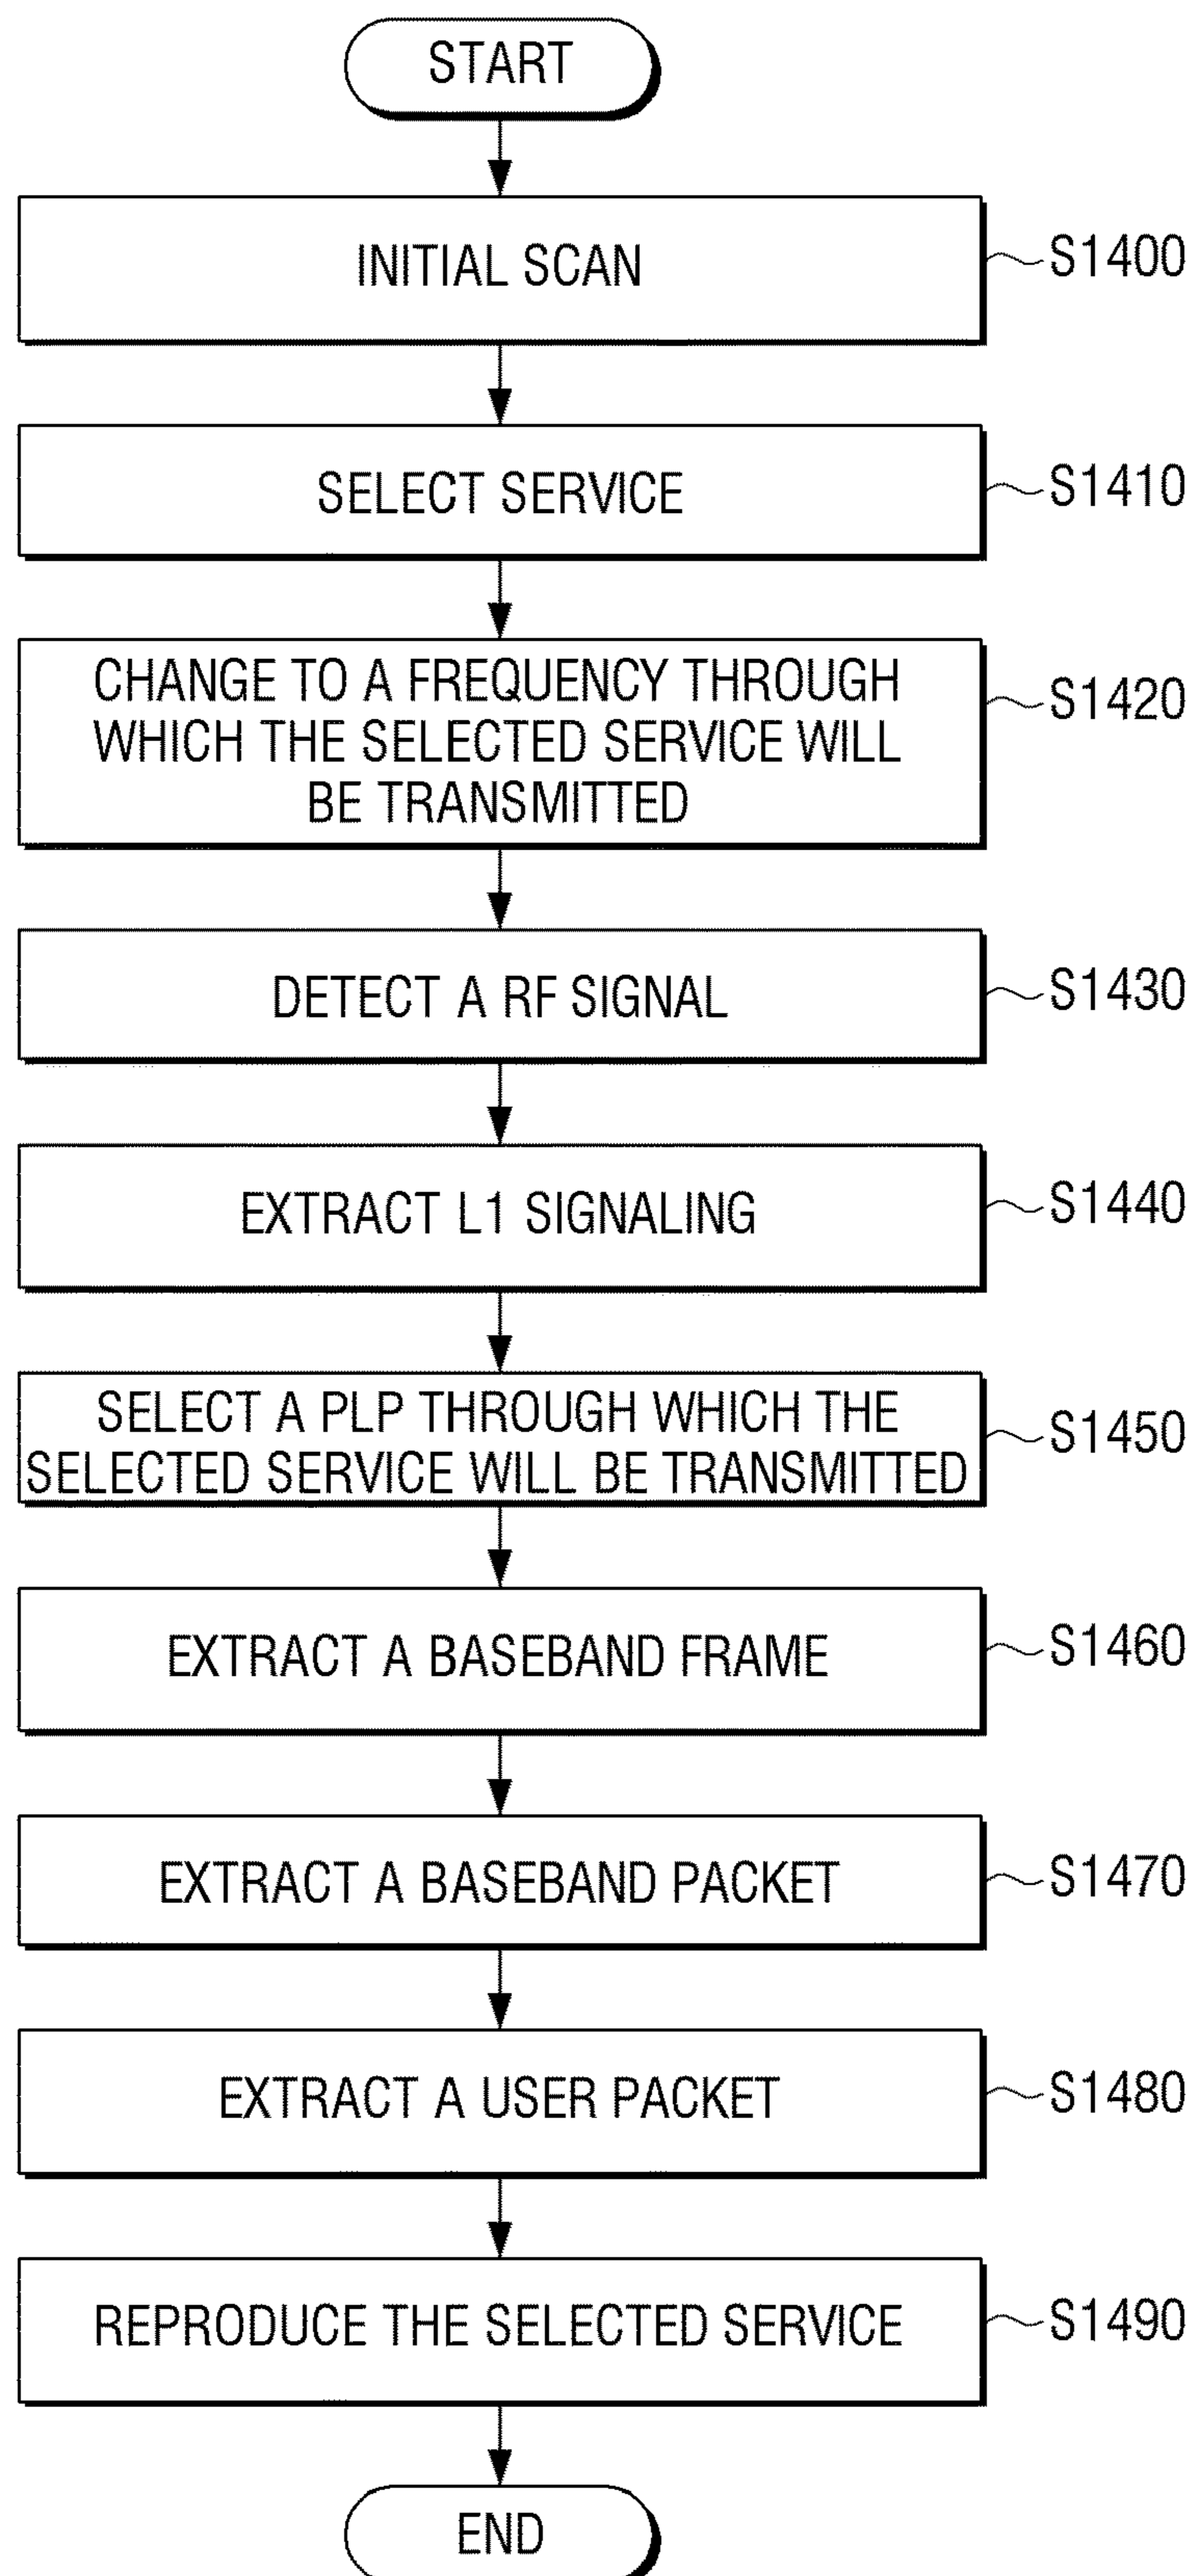 START
INITIAL SCAN
S1400
SELECT SERVICE
S1410
CHANGE TO A FREQUENCY THROUGH
WHICH THE SELECTED SERVICE WILL
BE TRANSMITTED
S1420
DETECT A RF SIGNAL
S1430
EXTRACT L1 SIGNALING
S1440
SELECT A PLP THROUGH WHICH THE
SELECTED SERVICE WILL BE TRANSMITTED
S1450
EXTRACT A BASEBAND FRAME
S1460
EXTRACT A BASEBAND PACKET
S1470
EXTRACT A USER PACKET
S1480
REPRODUCE THE SELECTED SERVICE
S1490
END